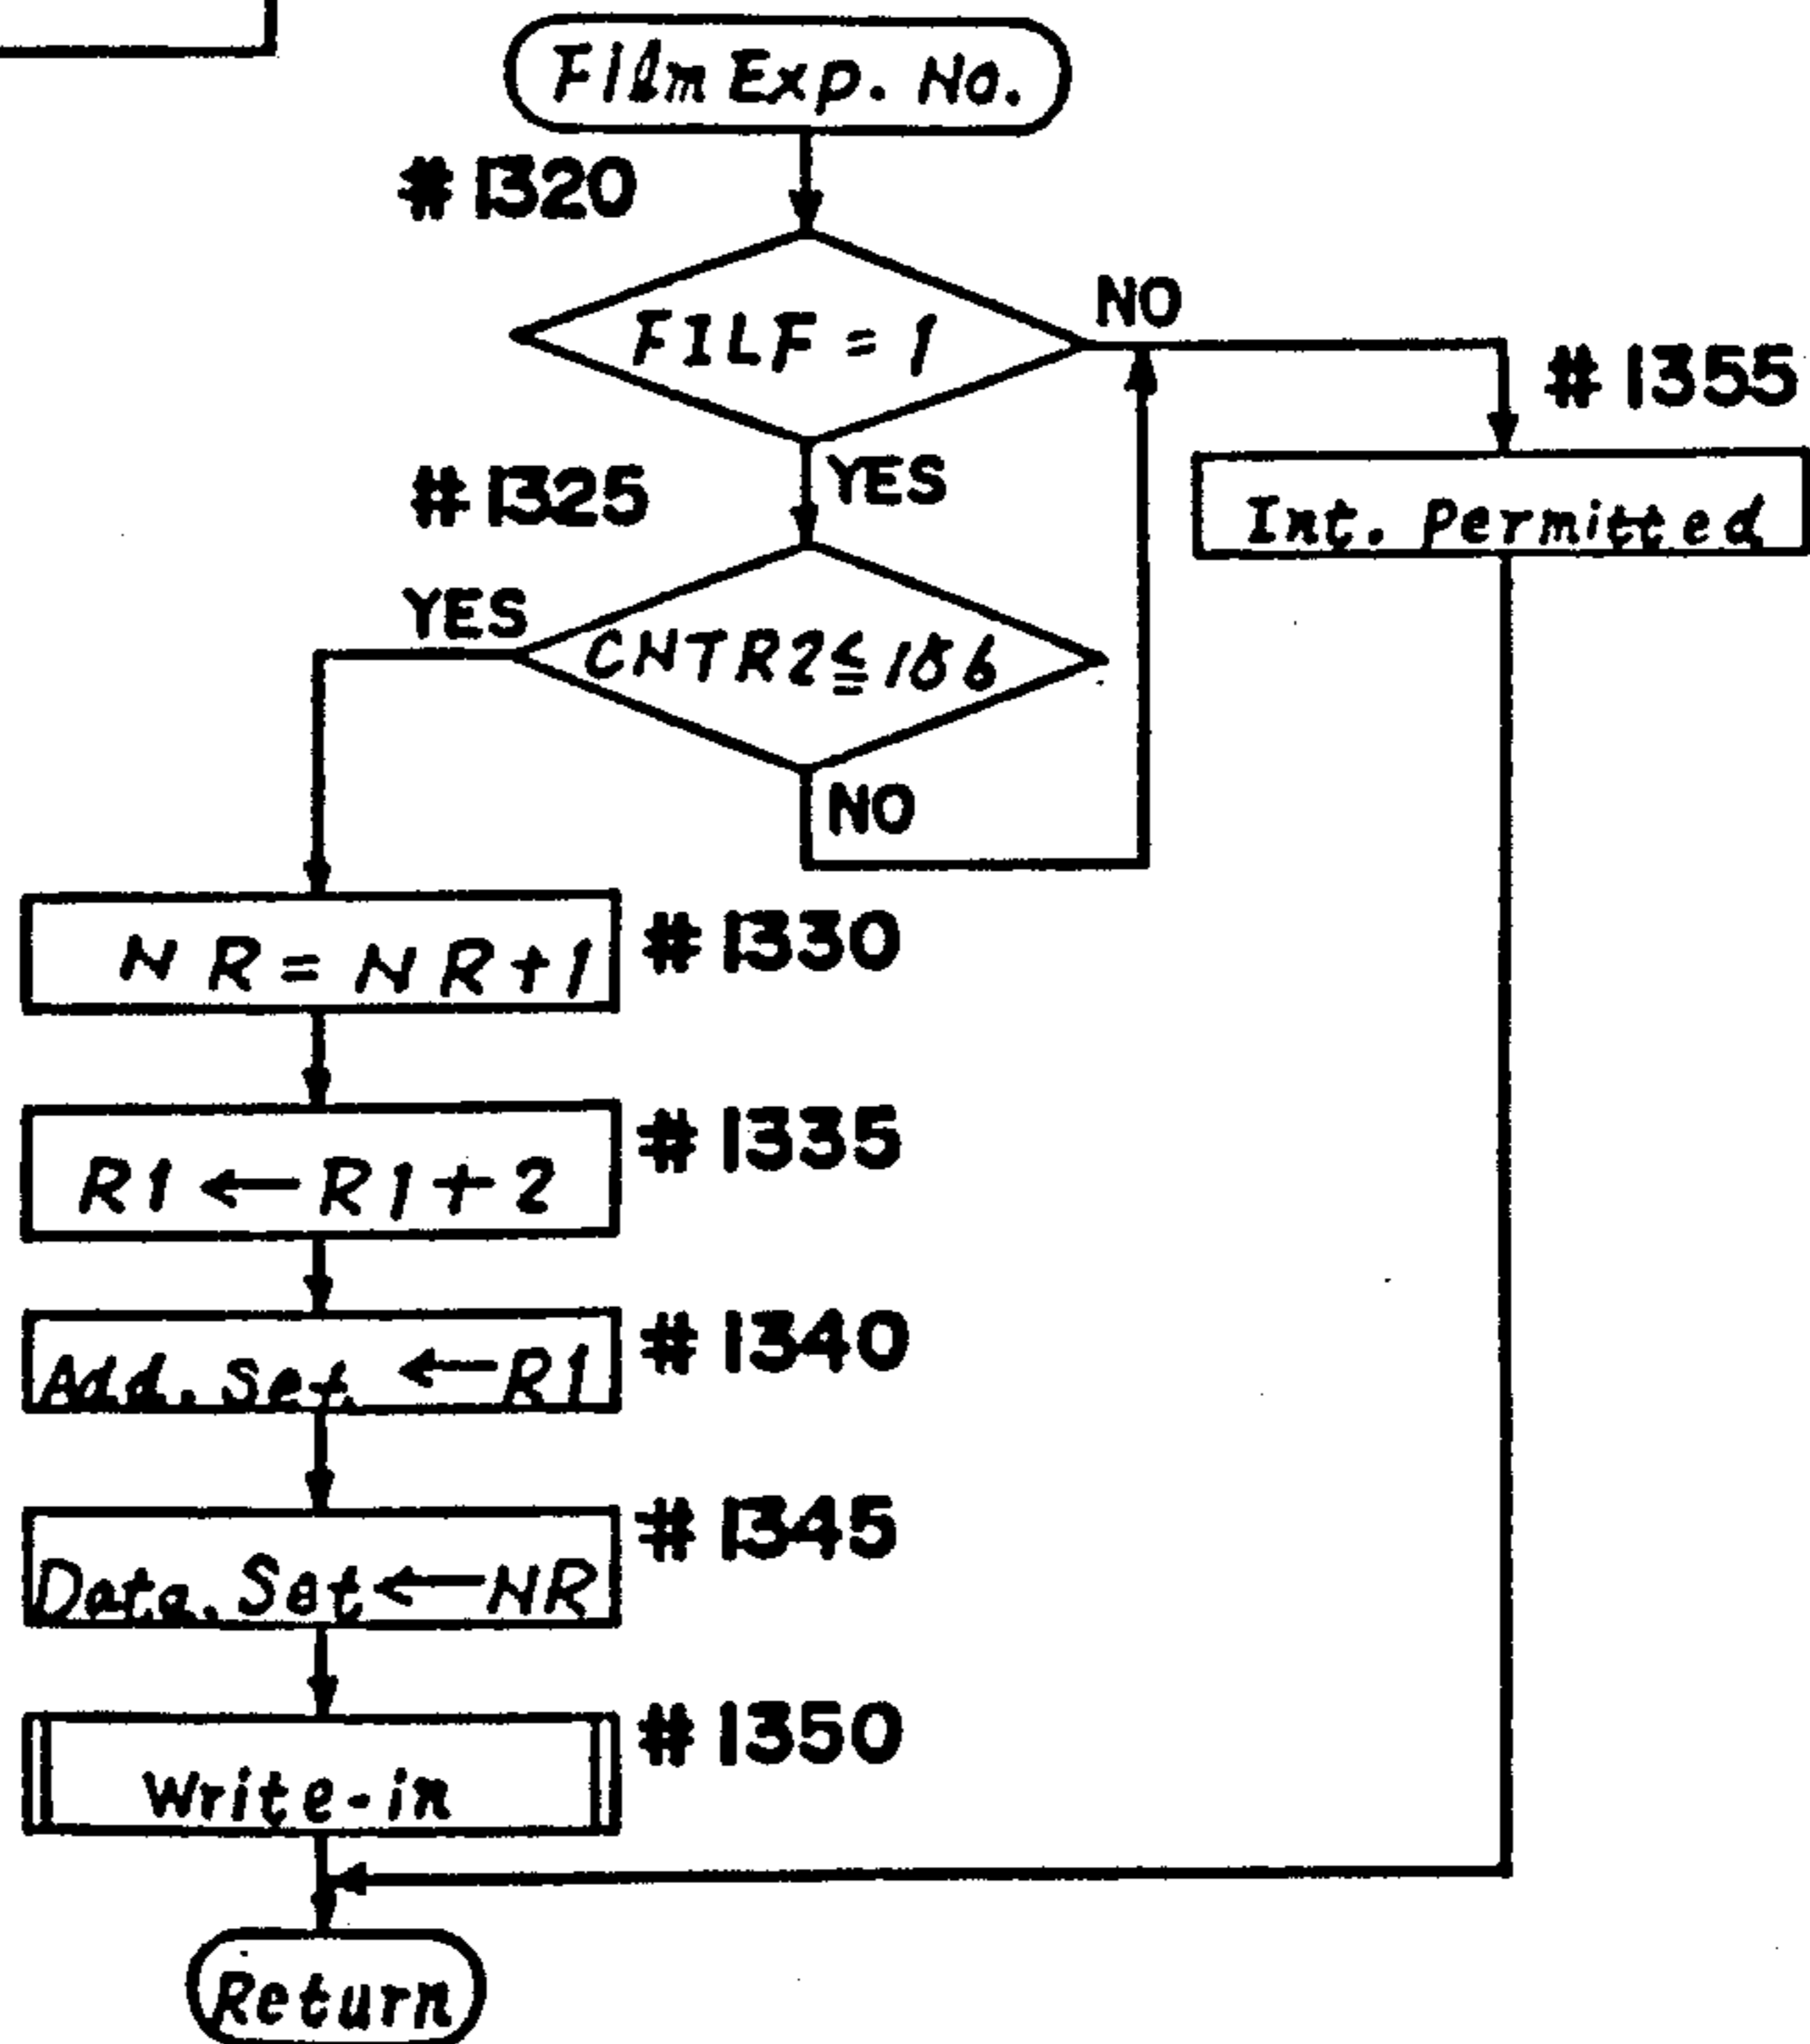 Film Exp. No.
#1320
FILF = 1
NO
#1355
YES
Int. Permitted
#1325
YES
CNTR2≦186
NO
NR=NR+1
#1330
R1←R1+2
#1335
Add. Set ←R1
#1340
Data. Set←NR
#1345
write-in
#1350
Return